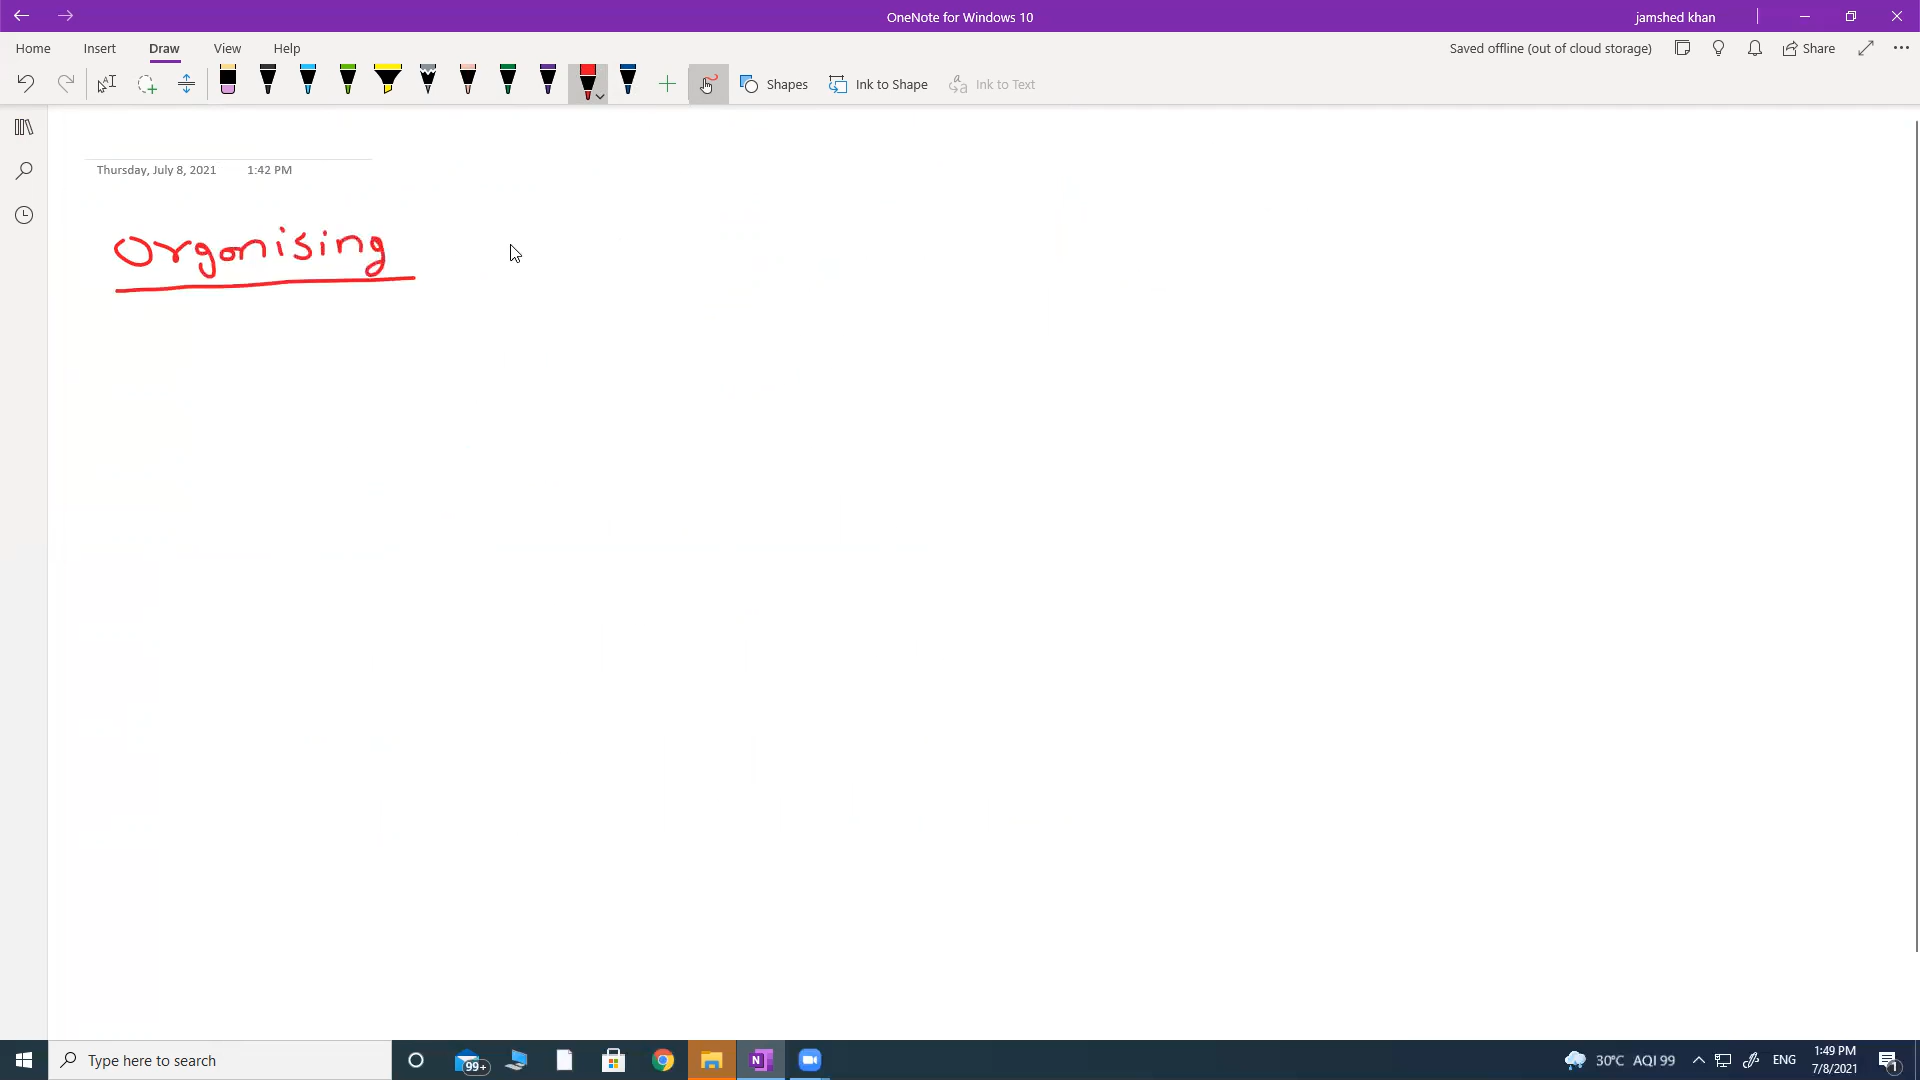 OneNote for Windows 10
jamshed khan
Home Insert Draw View Help
Saved offline (out of cloud storage)
Share
Shapes
Ink to Shape
Ink to Text
Thursday, July 8, 2021 1:42 PM
Organising
Type here to search
99+
N
30°C AQI 99
ENG
1:49 PM
7/8/2021
1